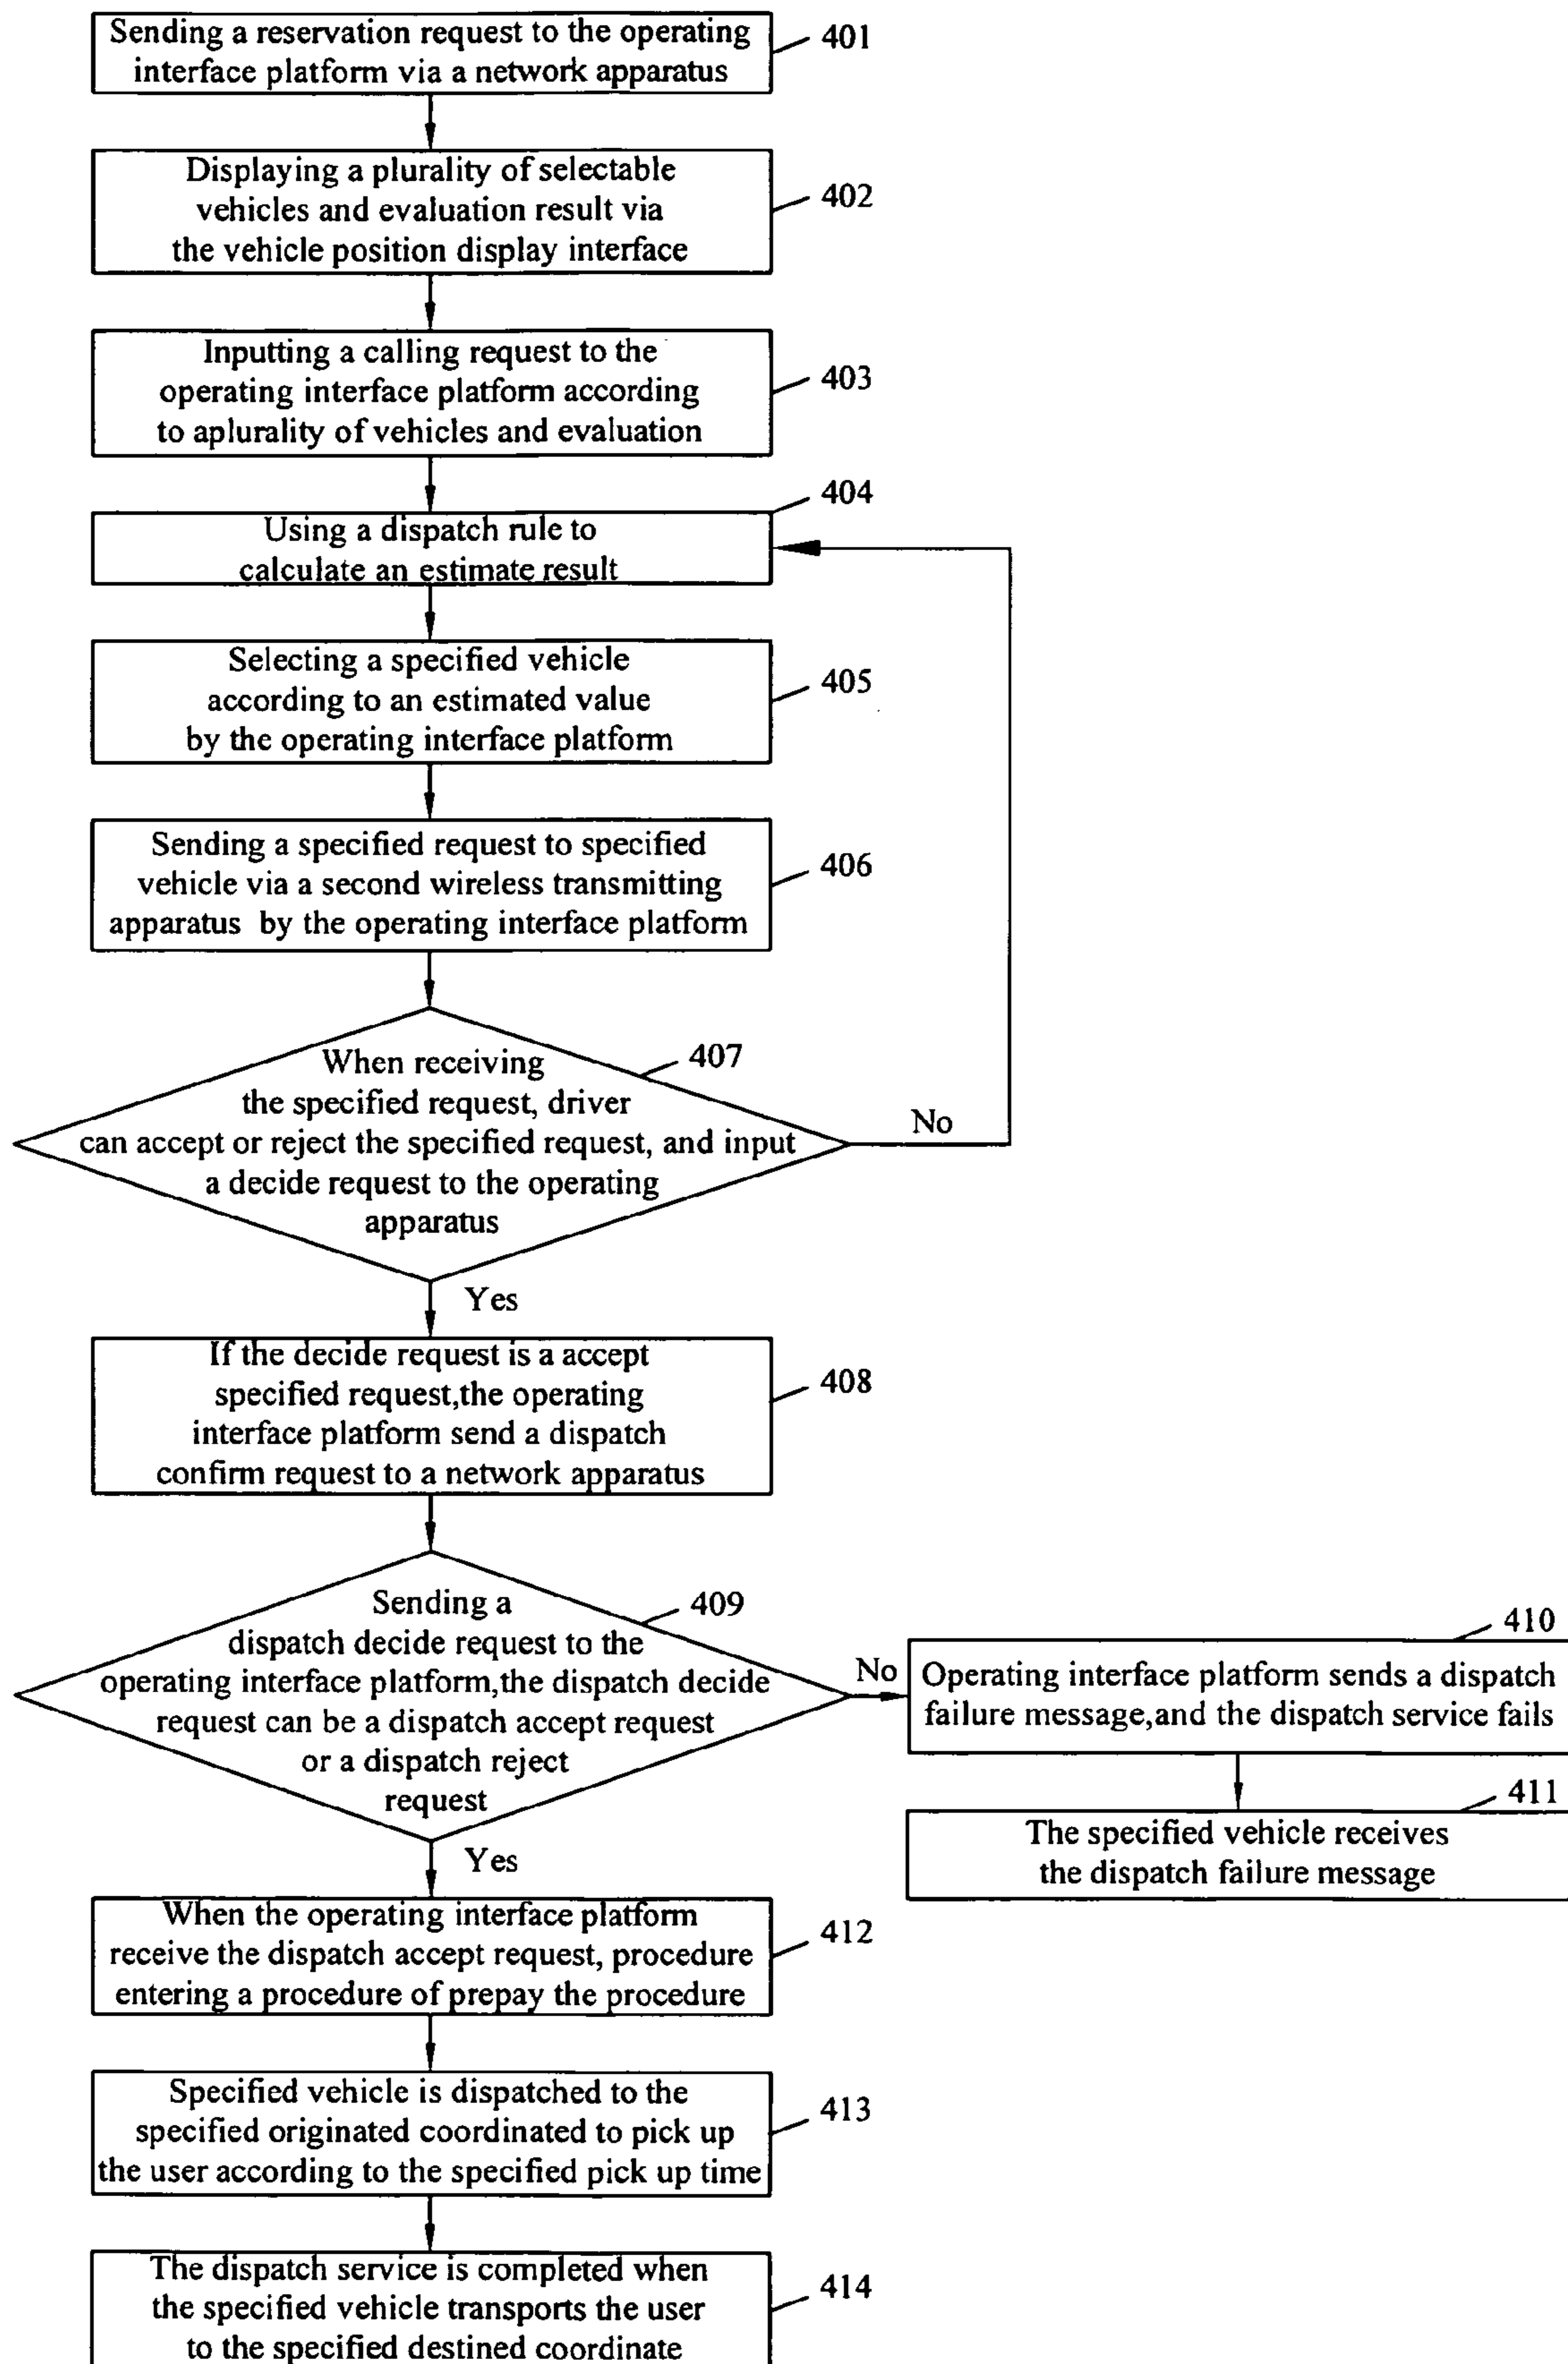 Sending a reservation request to the operating
interface platform via a network apparatus
401
Displaying a plurality of selectable
vehicles and evaluation result via
the vehicle position display interface
402
Inputting a calling request to the
operating interface platform according
to aplurality of vehicles and evaluation
403
404
Using a dispatch rule to
calculate an estimate result
Selecting a specified vehicle
according to an estimated value
by the operating interface platform
405
Sending a specified request to specified
vehicle via a second wireless transmitting
apparatus by the operating interface platform
406
407
When receiving
the specified request, driver
can accept or reject the specified request, and input
a decide request to the operating
apparatus
No
Yes
If the decide request is a accept
specified request,the operating
interface platform send a dispatch
confirm request to a network apparatus
408
409
Sending a
dispatch decide request to the
operating interface platform,the dispatch decide
request can be a dispatch accept request
or a dispatch reject
request
No
410
Operating interface platform sends a dispatch
failure message,and the dispatch service fails
411
The specified vehicle receives
the dispatch failure message
Yes
When the operating interface platform
receive the dispatch accept request, procedure
entering a procedure of prepay the procedure
412
Specified vehicle is dispatched to the
specified originated coordinated to pick up
the user according to the specified pick up time
413
The dispatch service is completed when
the specified vehicle transports the user
to the specified destined coordinate
414